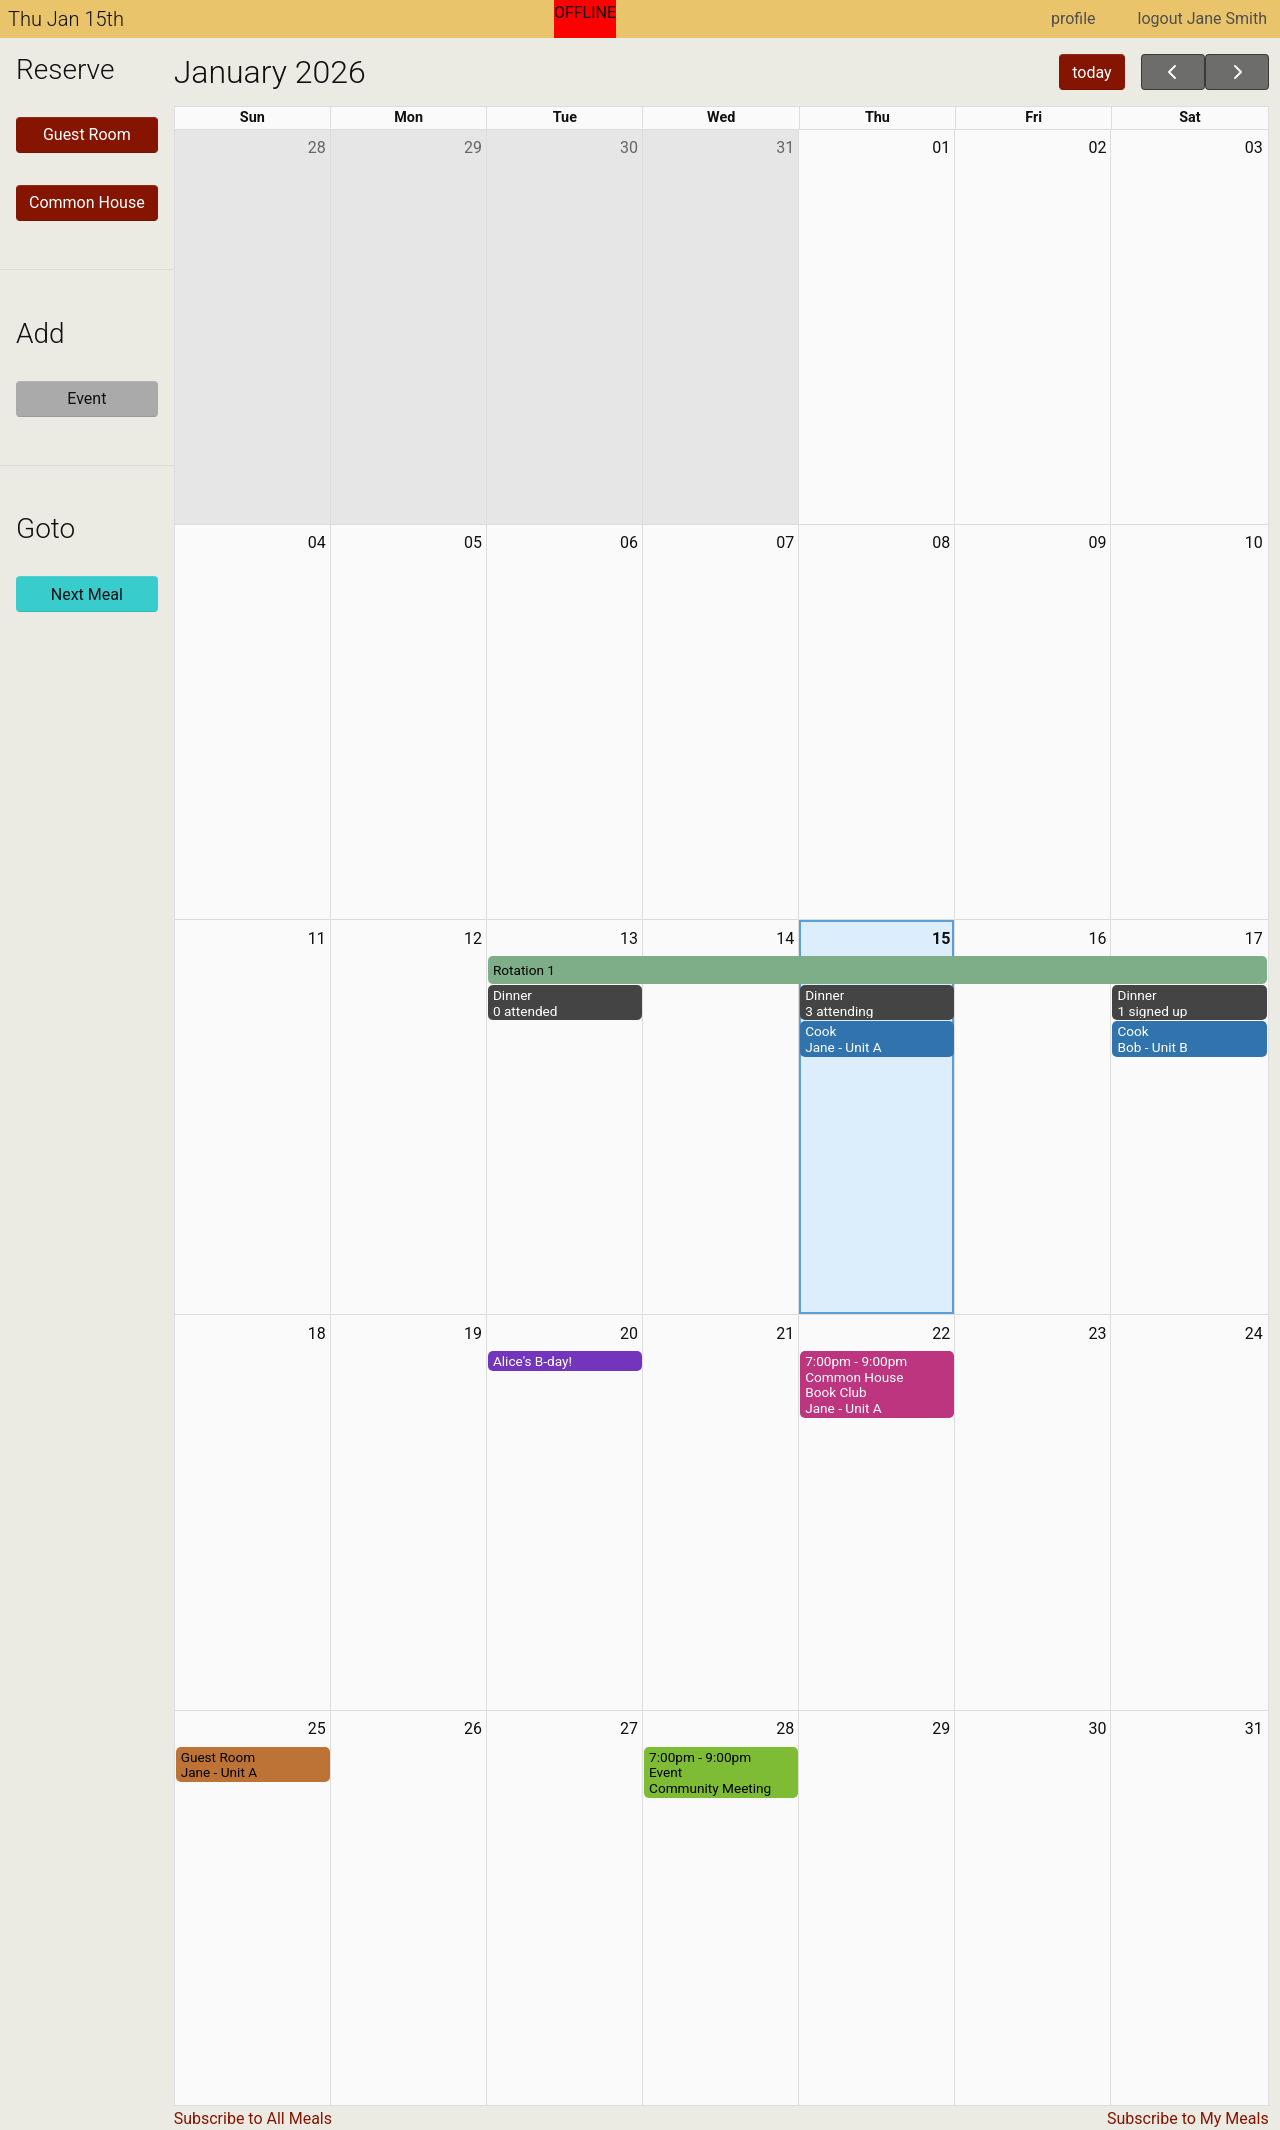 Thu Jan 15th
OFFLINE
profile
logout Jane Smith
Reserve
Guest Room
Common House
Add
Event
Goto
Next Meal
January 2026
today
Sun Mon Tue Wed Thu Fri Sat
28 29 30 31 01 02 03
04 05 06 07 08 09 10
11 12 13 14 15 16 17
Rotation 1
Dinner
0 attended
Dinner
3 attending
Cook
Jane - Unit A
Dinner
1 signed up
Cook
Bob - Unit B
18 19 20 21 22 23 24
Alice's B-day!
7:00pm - 9:00pm
Common House
Book Club
Jane - Unit A
25 26 27 28 29 30 31
Guest Room
Jane - Unit A
7:00pm - 9:00pm
Event
Community Meeting
Subscribe to All Meals
Subscribe to My Meals